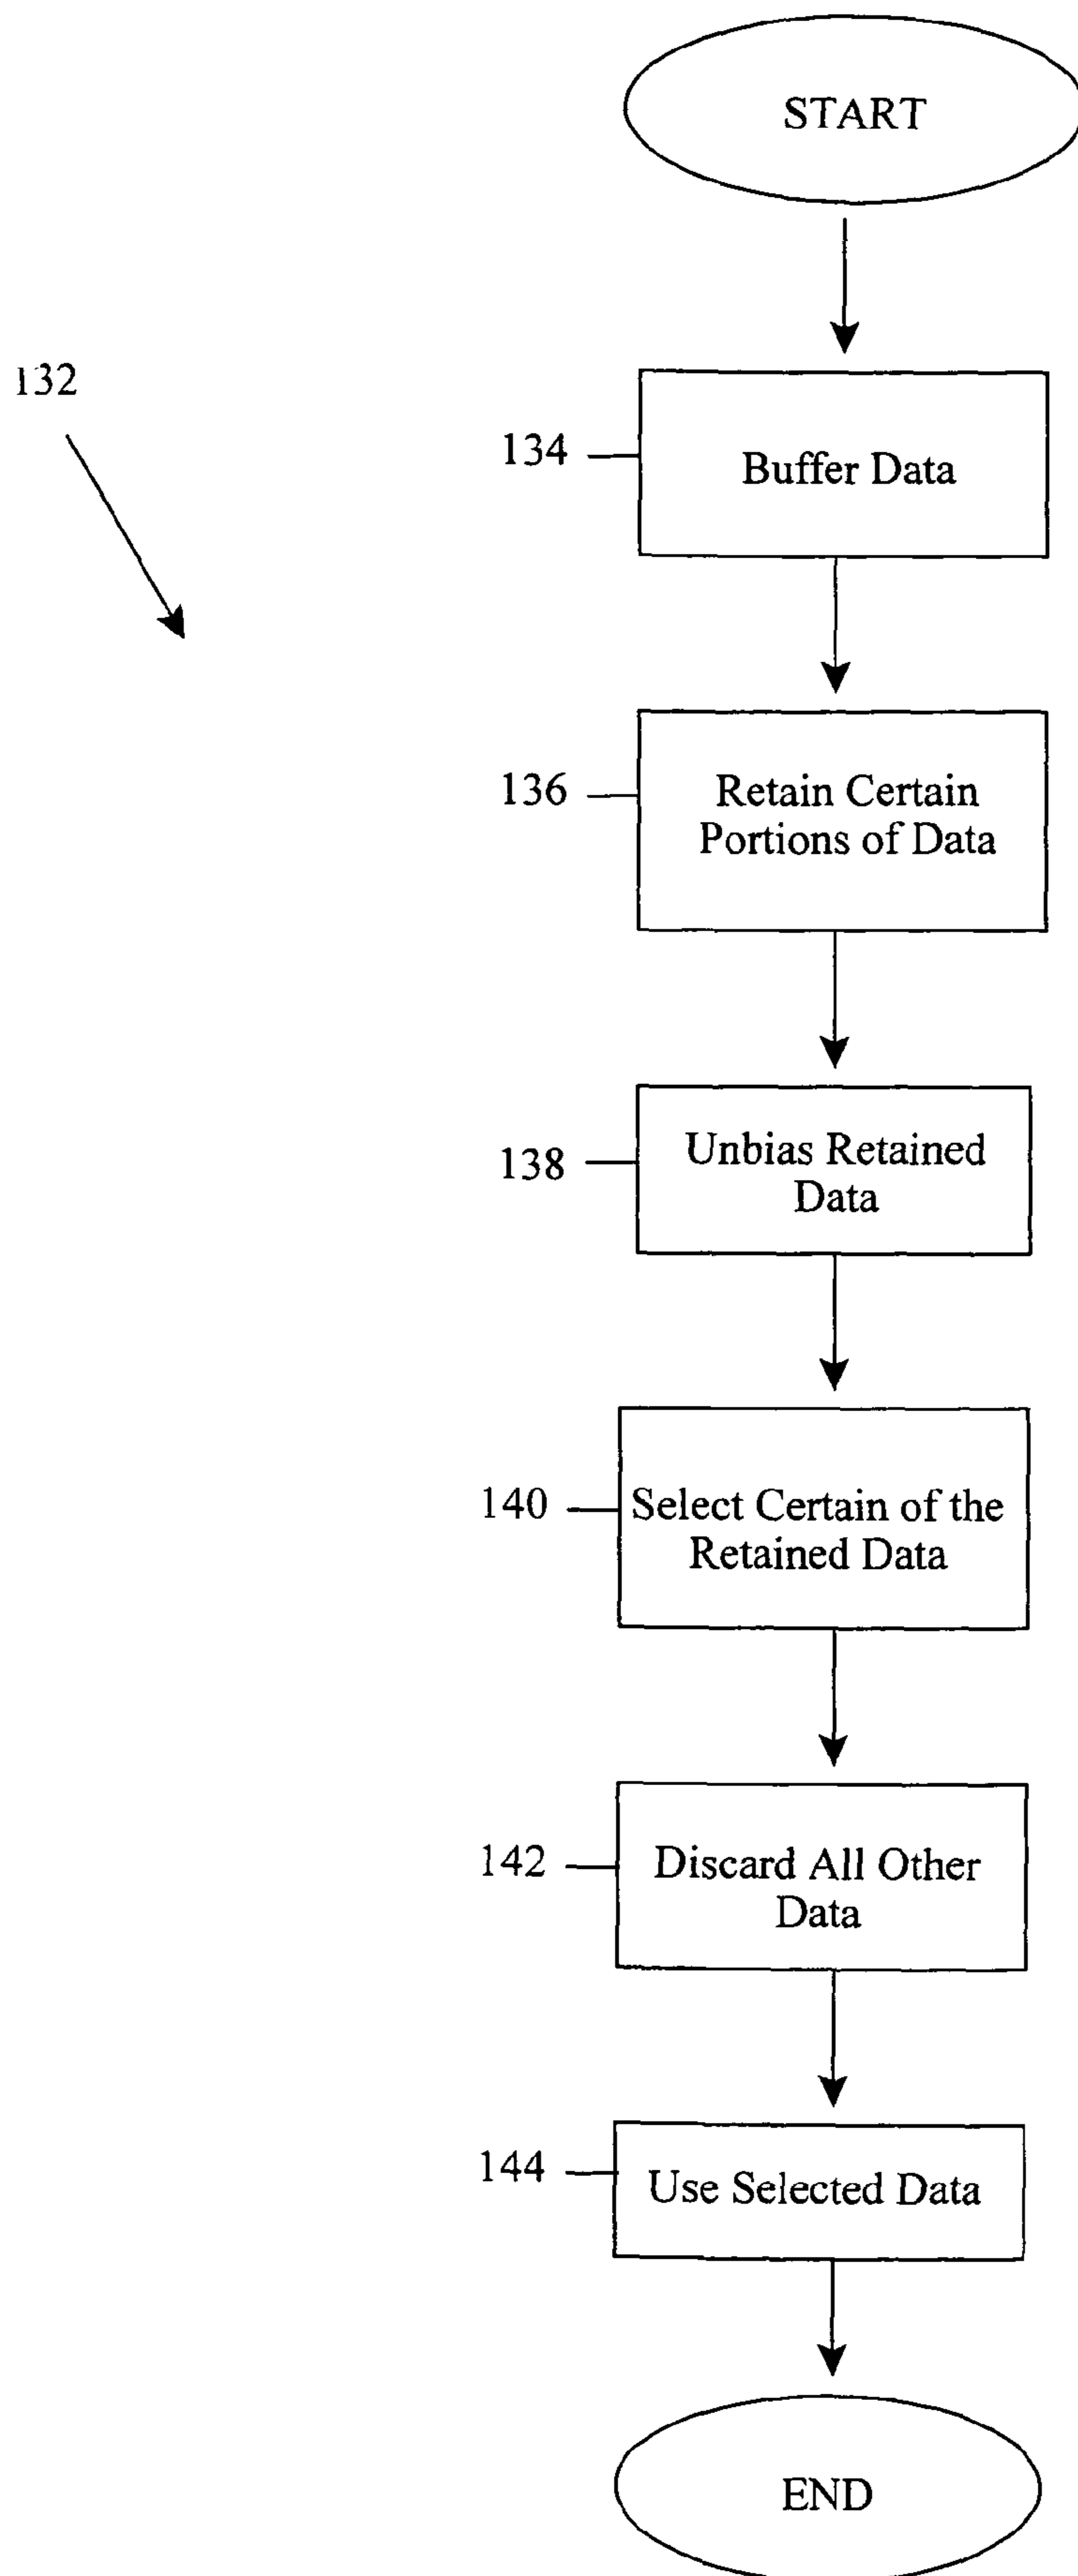 START
132
134
Buffer Data
136
Retain Certain
Portions of Data
138
Unbias Retained
Data
140
Select Certain of the
Retained Data
142
Discard All Other
Data
144
Use Selected Data
END